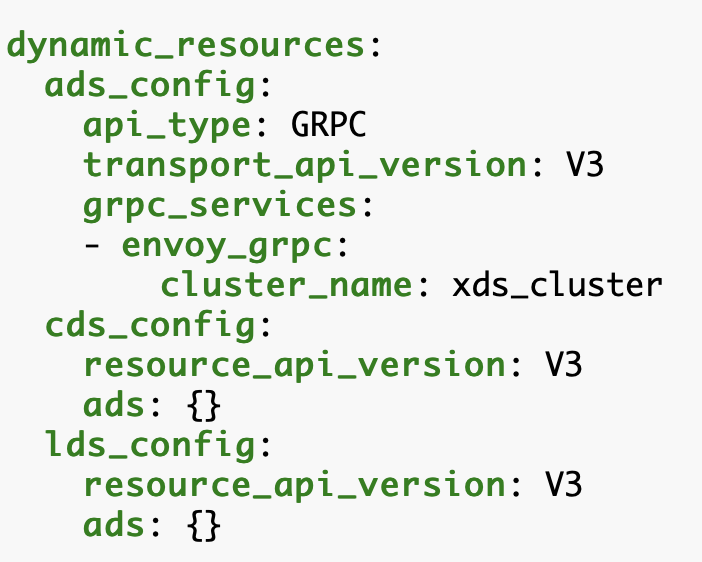 dynamic_resources:
  ads_config:
    api_type: GRPC
    transport_api_version: V3
    grpc_services:
    - envoy_grpc:
        cluster_name: xds_cluster
  cds_config:
    resource_api_version: V3
    ads: {}
  lds_config:
    resource_api_version: V3
    ads: {}